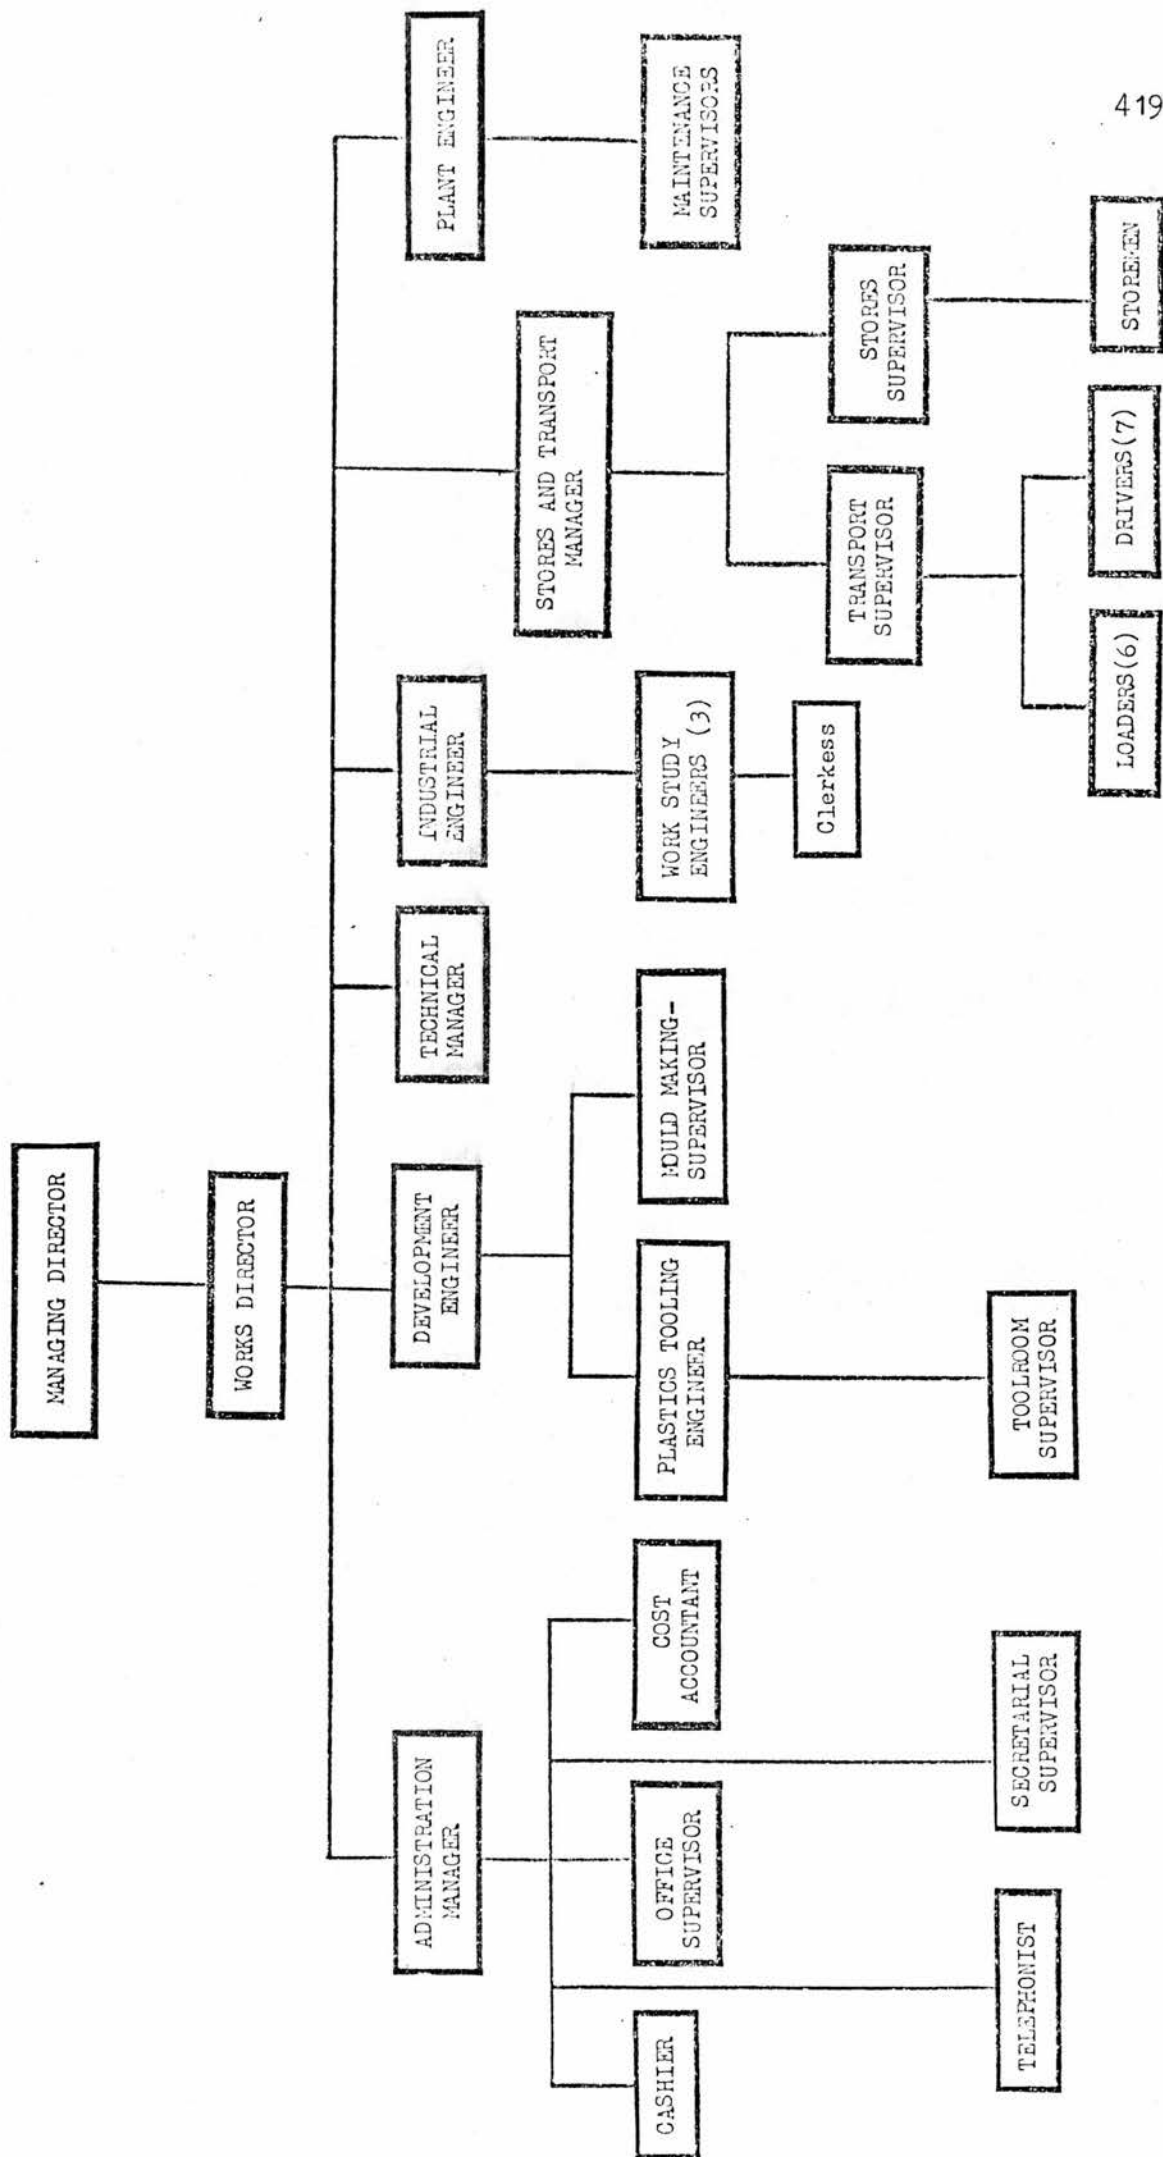 419
MANAGING DIRECTOR
WORKS DIRECTOR
ADMINISTRATION
MANAGER
DEVELOPMENT
ENGINEER
TECHNICAL
MANAGER
INDUSTRIAL
ENGINEER
STORES AND TRANSPORT
MANAGER
PLANT ENGINEER
CASHIER
OFFICE
SUPERVISOR
COST
ACCOUNTANT
PLASTICS TOOLING
ENGINEER
MOULD MAKING-
SUPERVISOR
WORK STUDY
ENGINEERS (3)
MAINTENANCE
SUPERVISORS
Clerkess
TRANSPORT
SUPERVISOR
STORES
SUPERVISOR
TELEPHONIST
SECRETARIAL
SUPERVISOR
TOOLROOM
SUPERVISOR
LOADERS(6)
DRIVERS(7)
STOREMEN